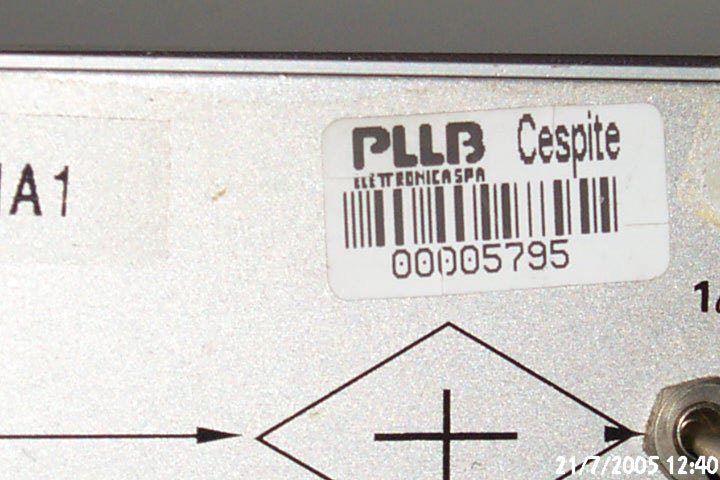 PLLB Cespite
ELETTRONICA SPA
00005795
A1
21/7/2005 12:40